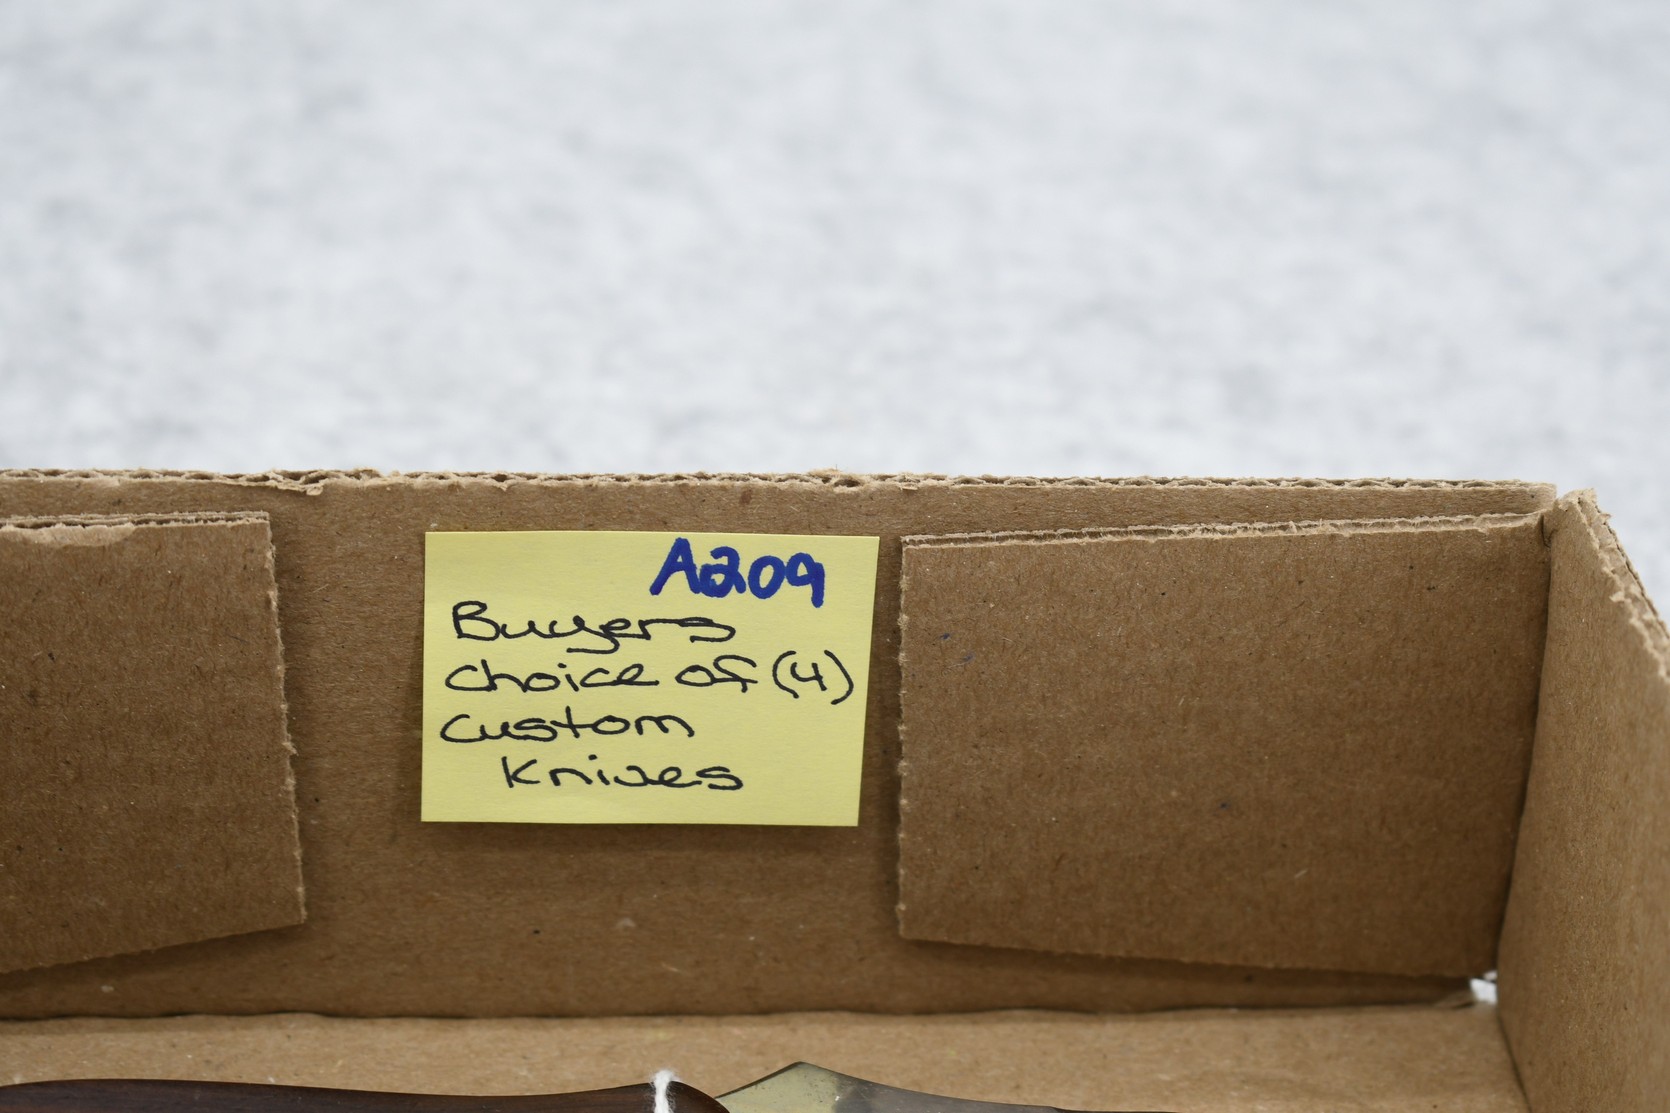 A209
Buyers
choice of (4)
custom
knives